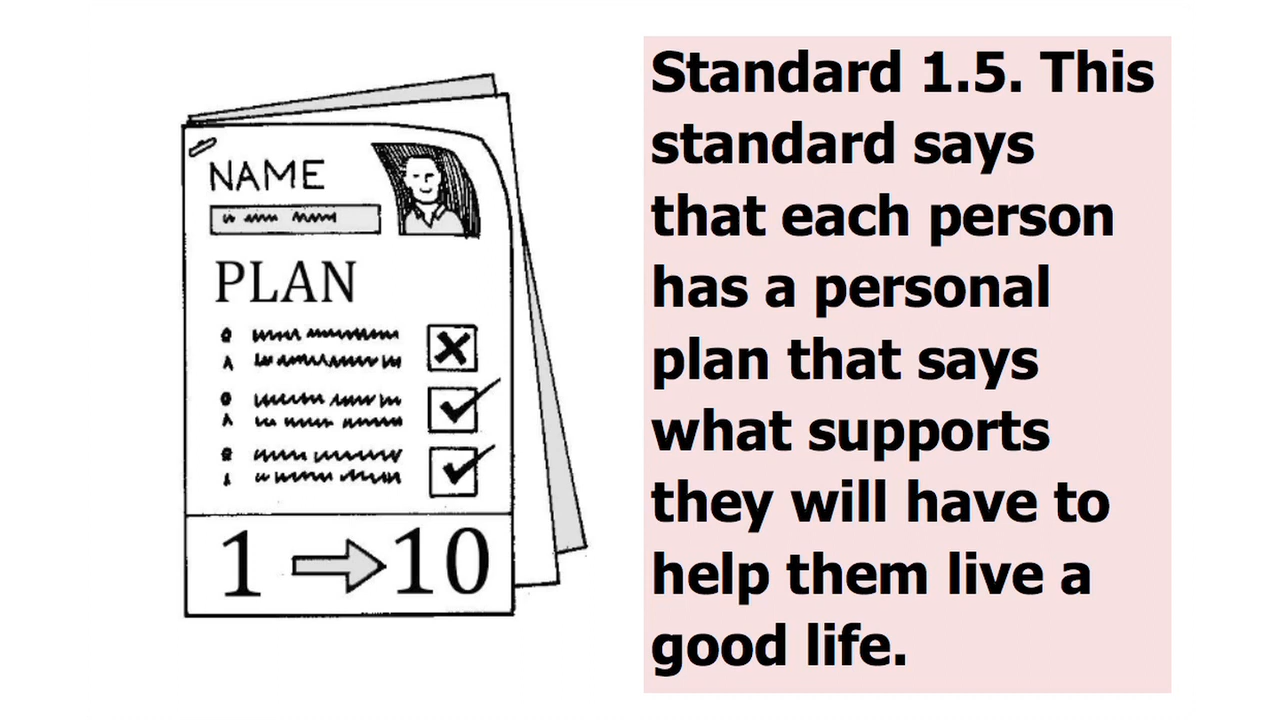 NAME
PLAN
1 10
Standard 1.5. This
standard says
that each person
has a personal
plan that says
what supports
they will have to
help them live a
good life.